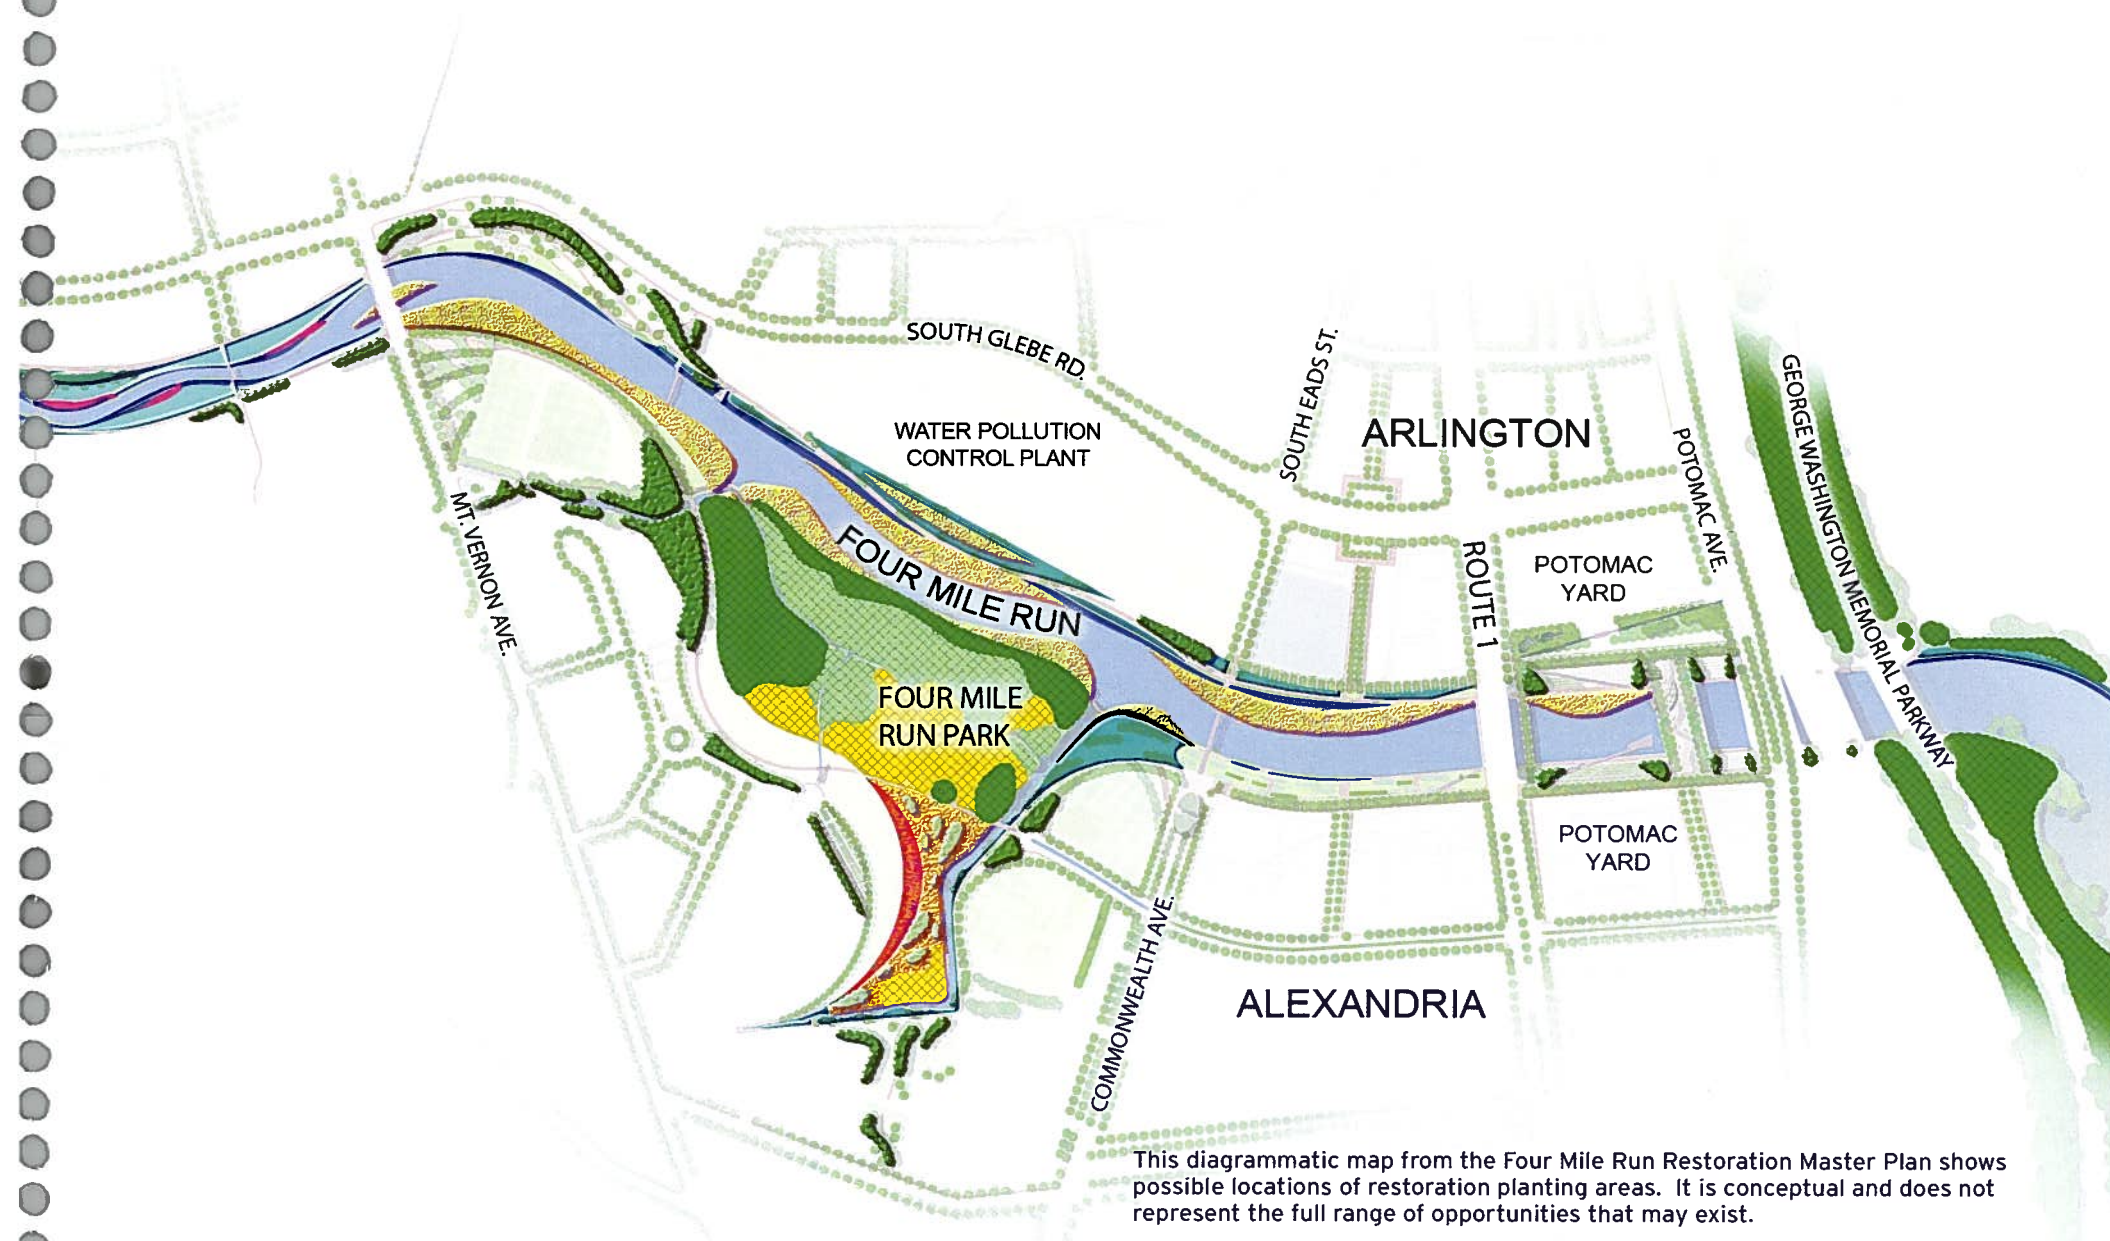 SOUTH GLEBE RD.
SOUTH EADS ST.
GEORGE WASHINGTON MEMORIAL PARKWAY
WATER POLLUTION
CONTROL PLANT
ARLINGTON
POTOMAC AVE.
MT. VERNON AVE.
FOUR MILE RUN
ROUTE 1
POTOMAC
YARD
FOUR MILE
RUN PARK
POTOMAC
YARD
COMMONWEALTH AVE.
ALEXANDRIA
This diagrammatic map from the Four Mile Run Restoration Master Plan shows
possible locations of restoration planting areas. It is conceptual and does not
represent the full range of opportunities that may exist.